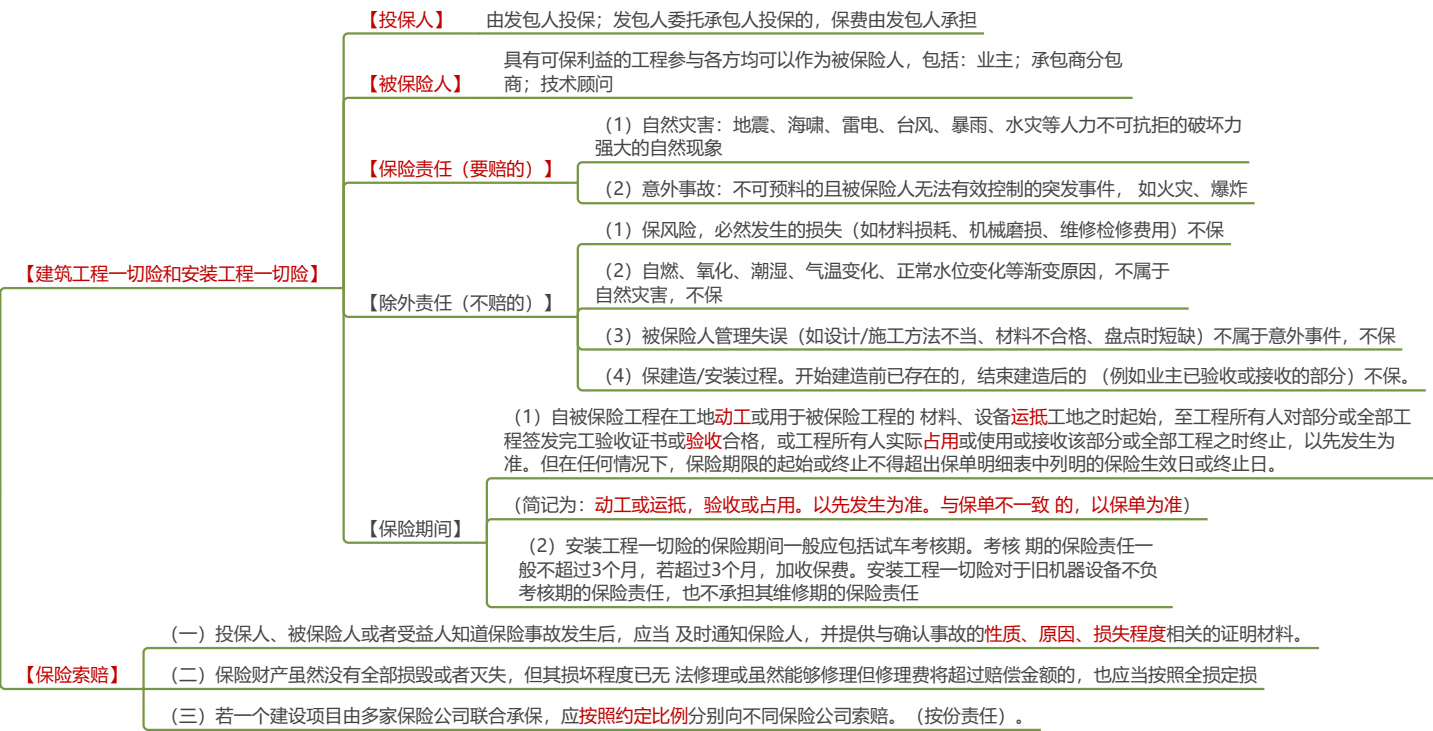 【投保人】 由发包人投保；发包人委托承包人投保的，保费由发包人承担
具有可保利益的工程参与各方均可以作为被保险人，包括：业主；承包商分包
【被保险人】 商；技术顾问
（1）自然灾害：地震、海啸、雷电、台风、暴雨、水灾等人力不可抗拒的破坏力
强大的自然现象
【保险责任（要赔的）】
（2）意外事故：不可预料的且被保险人无法有效控制的突发事件， 如火灾、爆炸
（1）保风险，必然发生的损失（如材料损耗、机械磨损、维修检修费用）不保
【建筑工程一切险和安装工程一切险】
（2）自燃、氧化、潮湿、气温变化、正常水位变化等渐变原因，不属于
自然灾害，不保
【除外责任（不赔的）】
（3）被保险人管理失误（如设计/施工方法不当、材料不合格、盘点时短缺）不属于意外事件，不保
（4）保建造/安装过程。开始建造前已存在的，结束建造后的 （例如业主已验收或接收的部分）不保。
（1）自被保险工程在工地动工或用于被保险工程的 材料、设备运抵工地之时起始，至工程所有人对部分或全部工
程签发完工验收证书或验收合格，或工程所有人实际占用或使用或接收该部分或全部工程之时终止，以先发生为
准。但在任何情况下，保险期限的起始或终止不得超出保单明细表中列明的保险生效日或终止日。
（简记为：动工或运抵，验收或占用。以先发生为准。与保单不一致 的，以保单为准）
【保险期间】
（2）安装工程一切险的保险期间一般应包括试车考核期。考核 期的保险责任一
般不超过3个月，若超过3个月，加收保费。安装工程一切险对于旧机器设备不负
考核期的保险责任，也不承担其维修期的保险责任
（一）投保人、被保险人或者受益人知道保险事故发生后，应当 及时通知保险人，并提供与确认事故的性质、原因、损失程度相关的证明材料。
【保险索赔】 （二）保险财产虽然没有全部损毁或者灭失，但其损坏程度已无 法修理或虽然能够修理但修理费将超过赔偿金额的，也应当按照全损定损
（三）若一个建设项目由多家保险公司联合承保，应按照约定比例分别向不同保险公司索赔。（按份责任）。